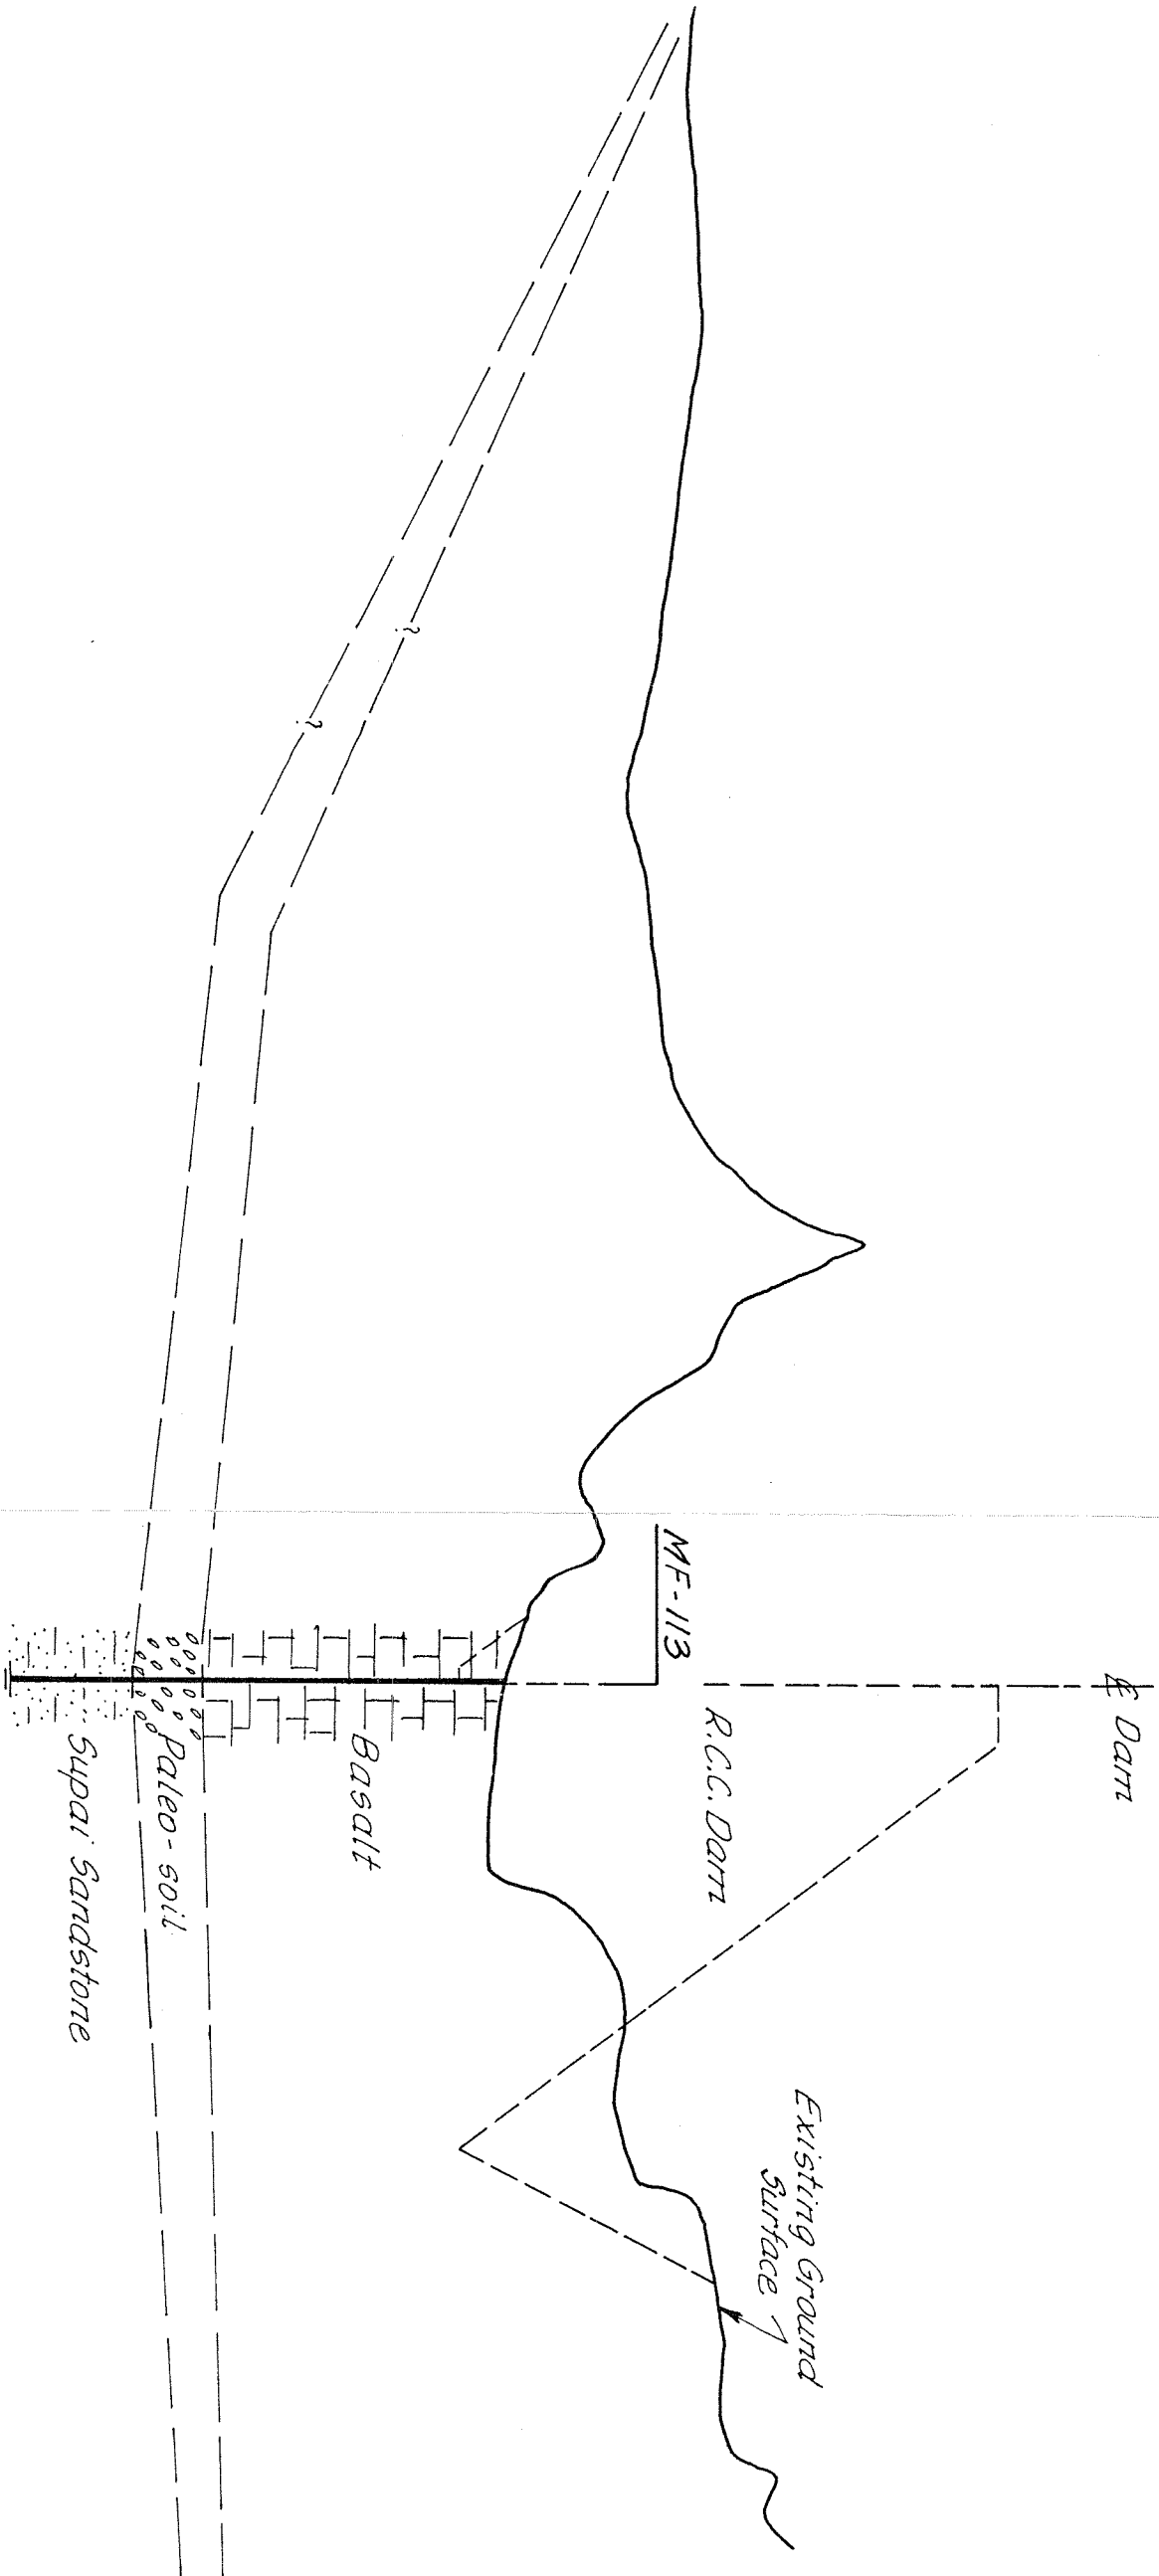 ₵ Dam
MF-113
R.C.C. Dam
Existing Ground
Surface
Basalt
Paleo-soil
Supai Sandstone
?
?